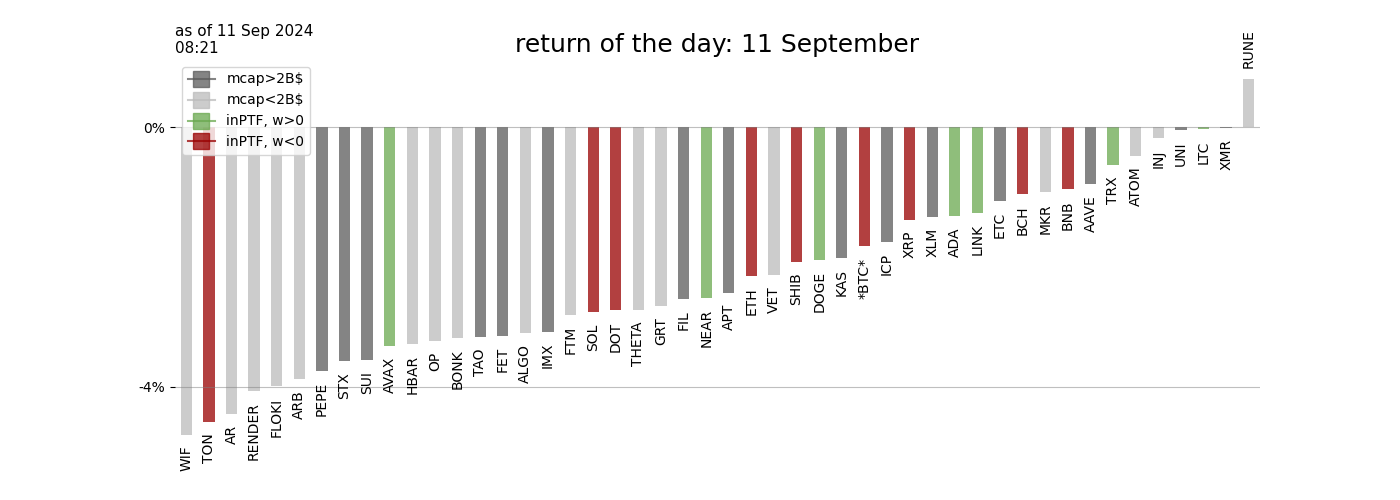 as of 11 Sep 2024
08:21
return of the day: 11 September
mcap>2B$
mcap<2B$
inPTF, w>0
inPTF, w<0
0%
-4%
WIF
TON
AR
RENDER
FLOKI
ARB
PEPE
STX
SUI
AVAX
HBAR
OP
BONK
TAO
FET
ALGO
IMX
FTM
SOL
DOT
THETA
GRT
FIL
NEAR
APT
ETH
VET
SHIB
DOGE
KAS
*BTC*
ICP
XRP
XLM
ADA
LINK
ETC
BCH
MKR
BNB
AAVE
TRX
ATOM
INJ
UNI
LTC
XMR
RUNE